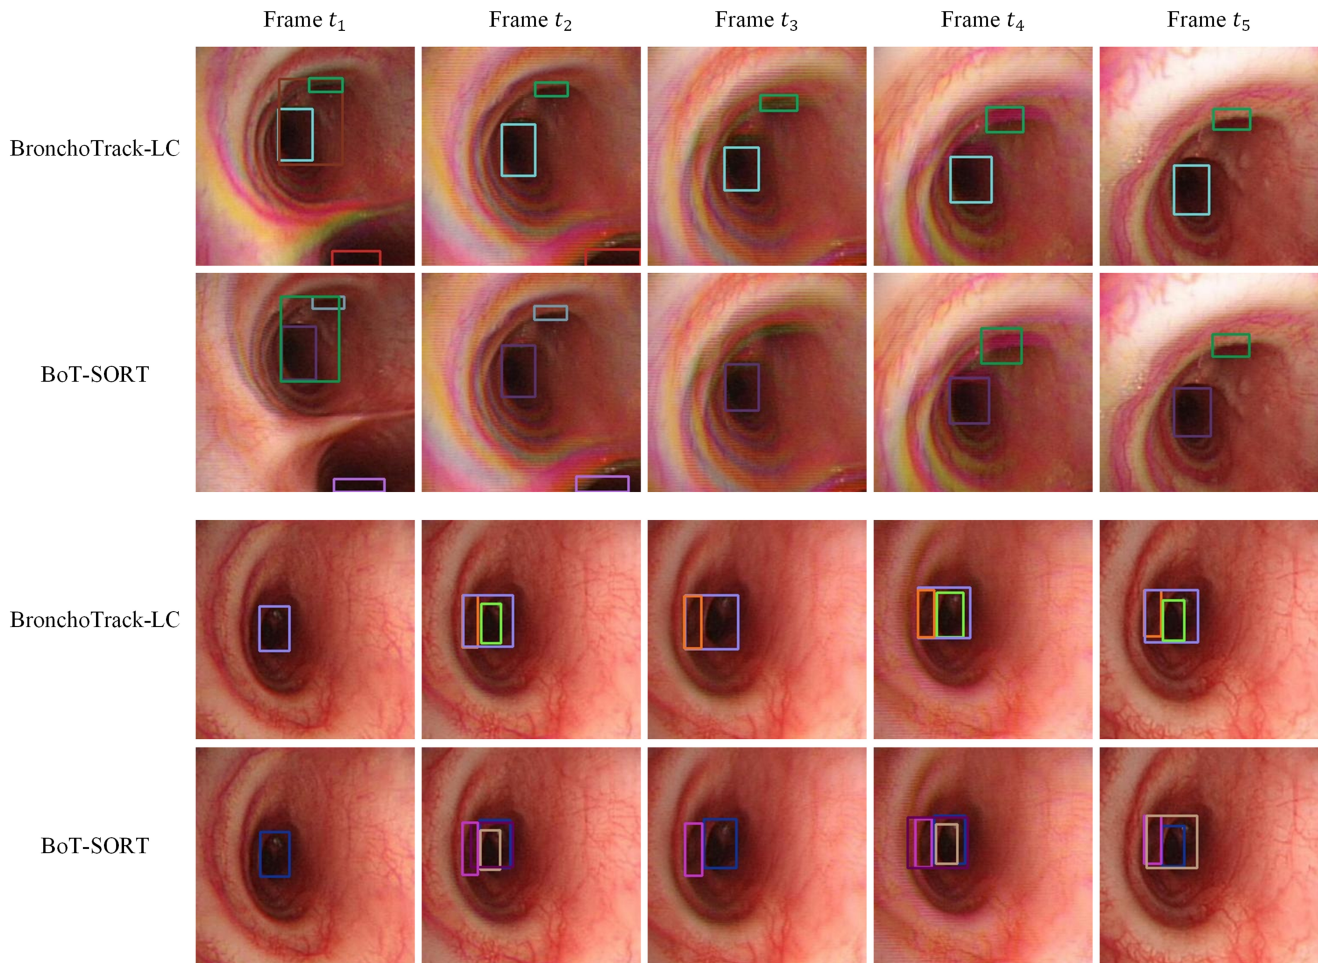 Frame t₁ Frame t₂ Frame t₃ Frame t₄ Frame t₅
BronchoTrack-LC
BoT-SORT
BronchoTrack-LC
BoT-SORT